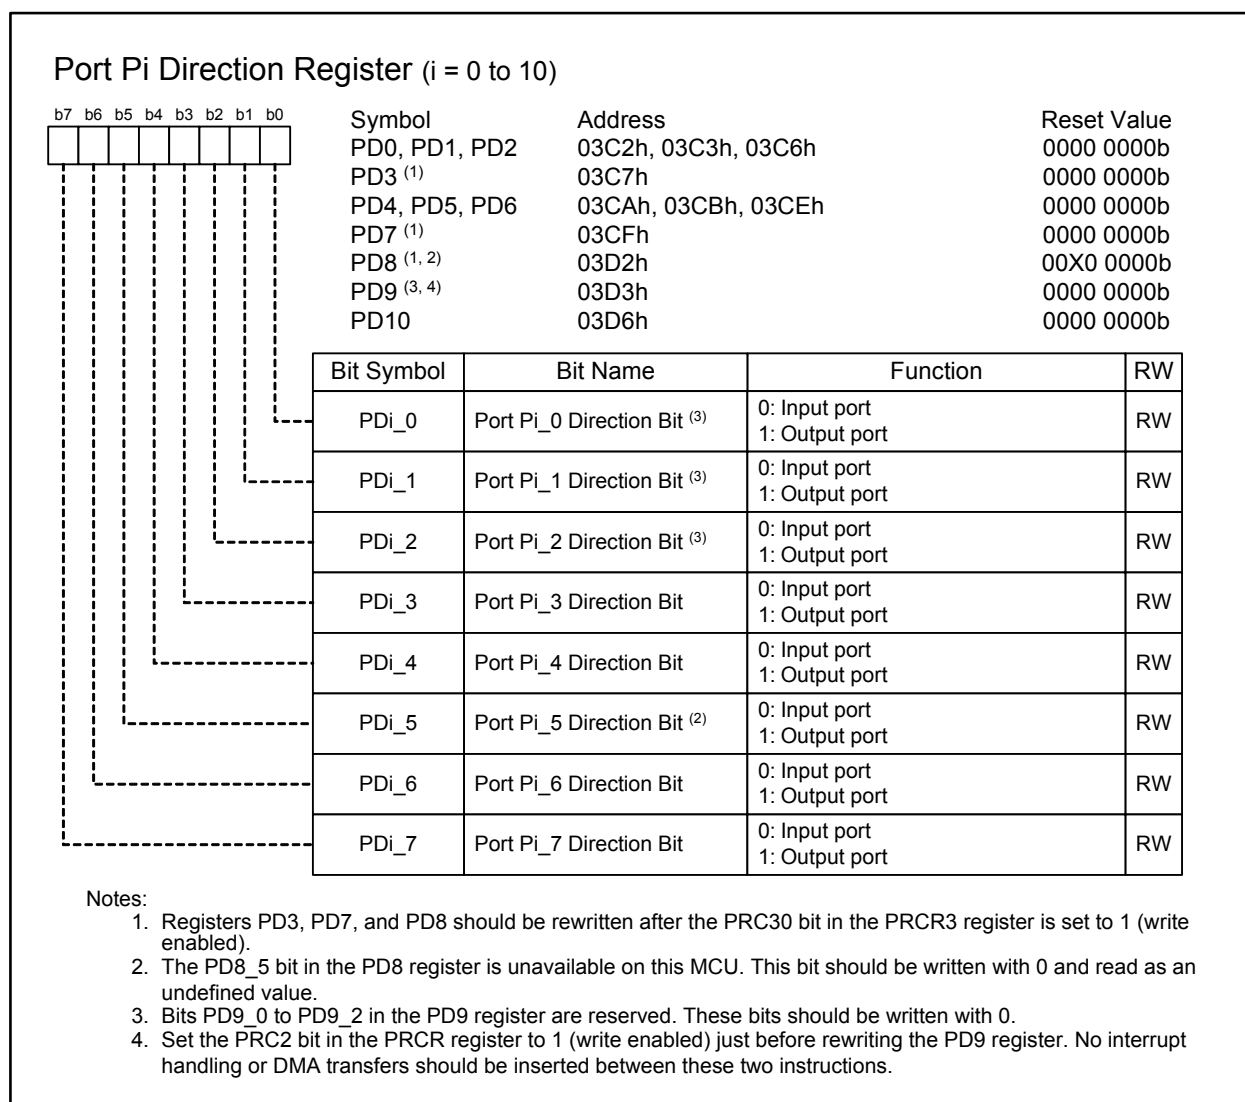 Port Pi Direction Register (i = 0 to 10)
b7 b6 b5 b4 b3 b2 b1 b0
Symbol Address Reset Value
PD0, PD1, PD2 03C2h, 03C3h, 03C6h 0000 0000b
PD3 (1) 03C7h 0000 0000b
PD4, PD5, PD6 03CAh, 03CBh, 03CEh 0000 0000b
PD7 (1) 03CFh 0000 0000b
PD8 (1, 2) 03D2h 00X0 0000b
PD9 (3, 4) 03D3h 0000 0000b
PD10 03D6h 0000 0000b
Bit Symbol Bit Name Function RW
PDi_0 Port Pi_0 Direction Bit (3) 0: Input port
1: Output port RW
PDi_1 Port Pi_1 Direction Bit (3) 0: Input port
1: Output port RW
PDi_2 Port Pi_2 Direction Bit (3) 0: Input port
1: Output port RW
PDi_3 Port Pi_3 Direction Bit 0: Input port
1: Output port RW
PDi_4 Port Pi_4 Direction Bit 0: Input port
1: Output port RW
PDi_5 Port Pi_5 Direction Bit (2) 0: Input port
1: Output port RW
PDi_6 Port Pi_6 Direction Bit 0: Input port
1: Output port RW
PDi_7 Port Pi_7 Direction Bit 0: Input port
1: Output port RW
Notes:
1. Registers PD3, PD7, and PD8 should be rewritten after the PRC30 bit in the PRCR3 register is set to 1 (write
enabled).
2. The PD8_5 bit in the PD8 register is unavailable on this MCU. This bit should be written with 0 and read as an
undefined value.
3. Bits PD9_0 to PD9_2 in the PD9 register are reserved. These bits should be written with 0.
4. Set the PRC2 bit in the PRCR register to 1 (write enabled) just before rewriting the PD9 register. No interrupt
handling or DMA transfers should be inserted between these two instructions.